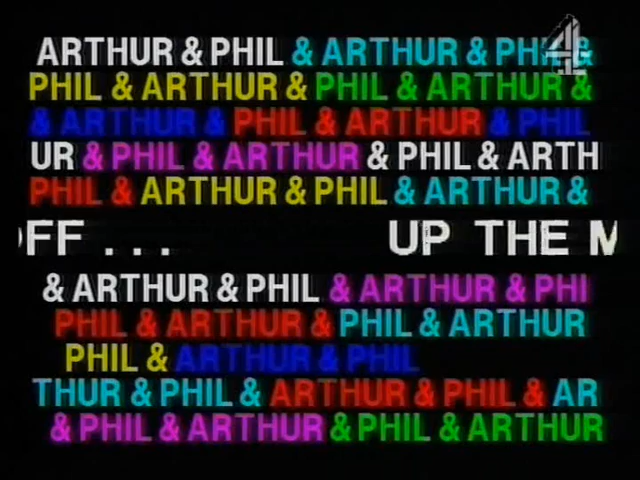 ARTHUR & PHIL & ARTHUR & PHIL &
PHIL & ARTHUR & PHIL & ARTHUR &
& ARTHUR & PHIL & ARTHUR & PHIL
UR & PHIL & ARTHUR & PHIL & ARTH
PHIL & ARTHUR & PHIL & ARTHUR &
OFF . . . UP THE M
& ARTHUR & PHIL & ARTHUR & PHI
PHIL & ARTHUR & PHIL & ARTHUR
PHIL & ARTHUR & PHIL
THUR & PHIL & ARTHUR & PHIL & AR
& PHIL & ARTHUR & PHIL & ARTHUR
4